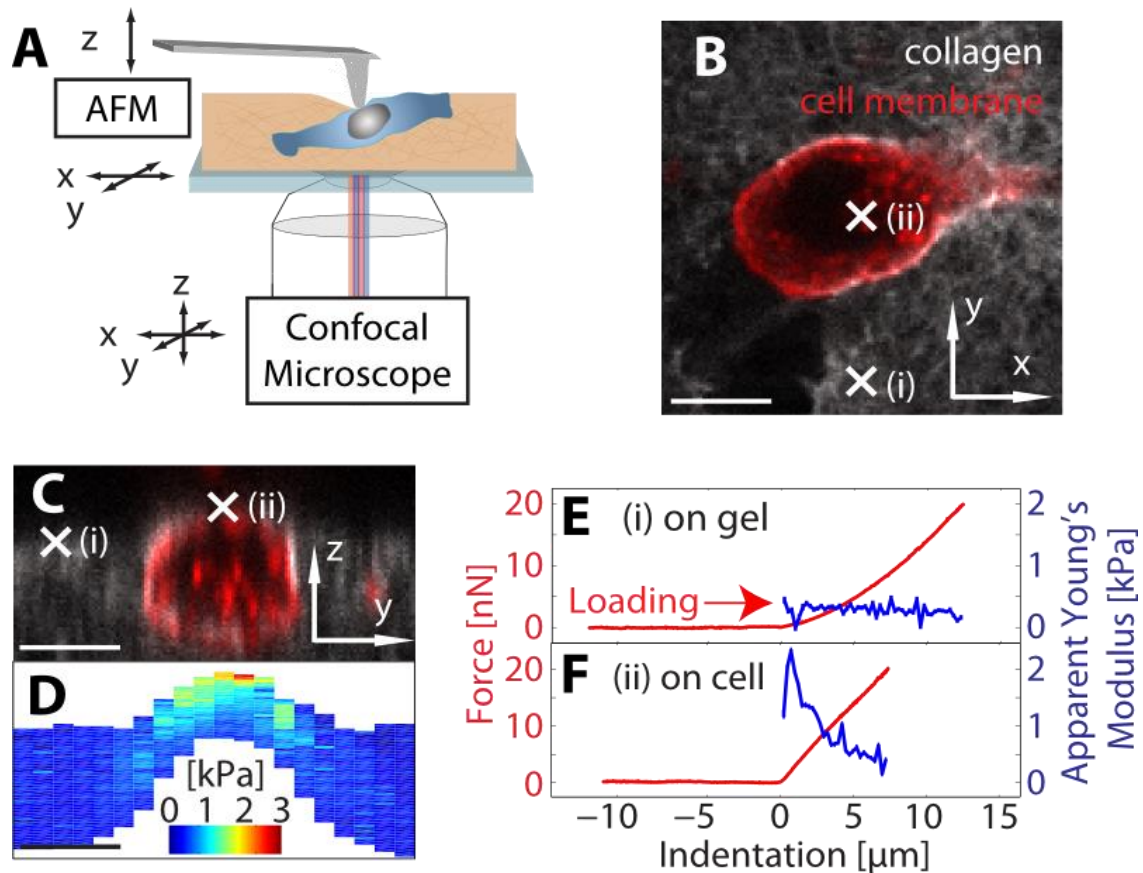 A
z
AFM
x
y
z
x
y
Confocal
Microscope
B
collagen
cell membrane
(ii)
y
x
(i)
C
(ii)
(i)
z
y
D
[kPa]
0 1 2 3
E (i) on gel
Loading
F (ii) on cell
Force [nN]
20
10
0
20
10
0
Apparent Young's
Modulus [kPa]
2
1
0
2
1
0
−10 −5 0 5 10 15
Indentation [μm]